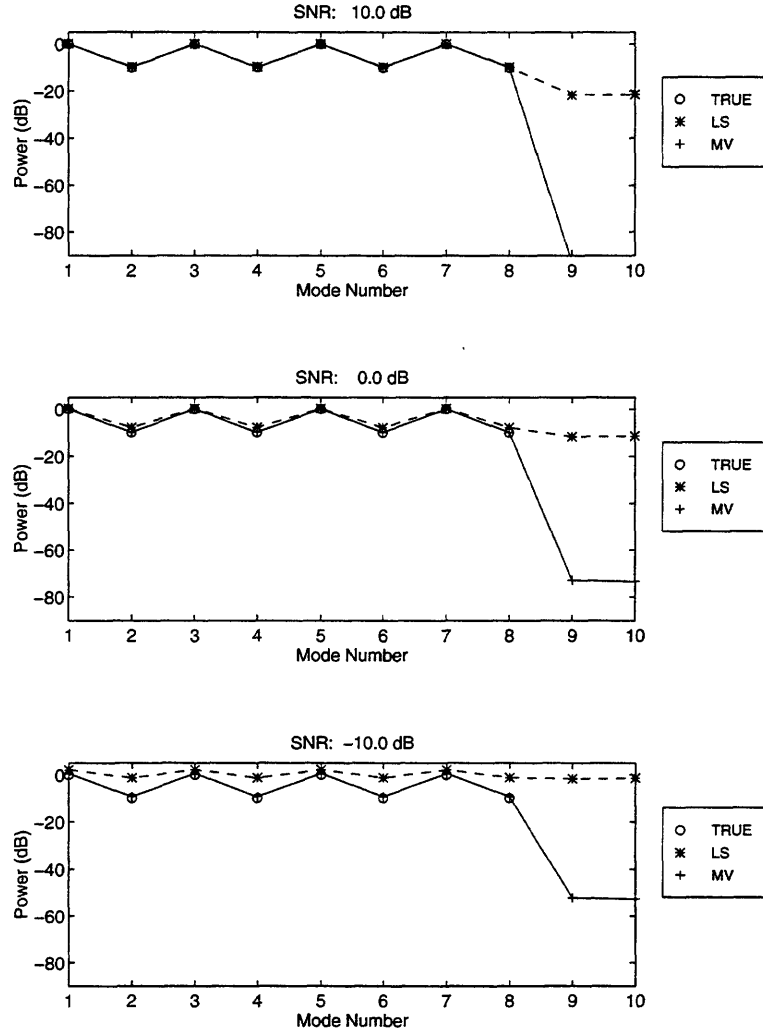 SNR: 10.0 dB
Power (dB)
0
−20
−40
−60
−80
1 2 3 4 5 6 7 8 9 10
Mode Number
TRUE
LS
MV
SNR: 0.0 dB
Power (dB)
0
−20
−40
−60
−80
1 2 3 4 5 6 7 8 9 10
Mode Number
TRUE
LS
MV
SNR: −10.0 dB
Power (dB)
0
−20
−40
−60
−80
1 2 3 4 5 6 7 8 9 10
Mode Number
TRUE
LS
MV